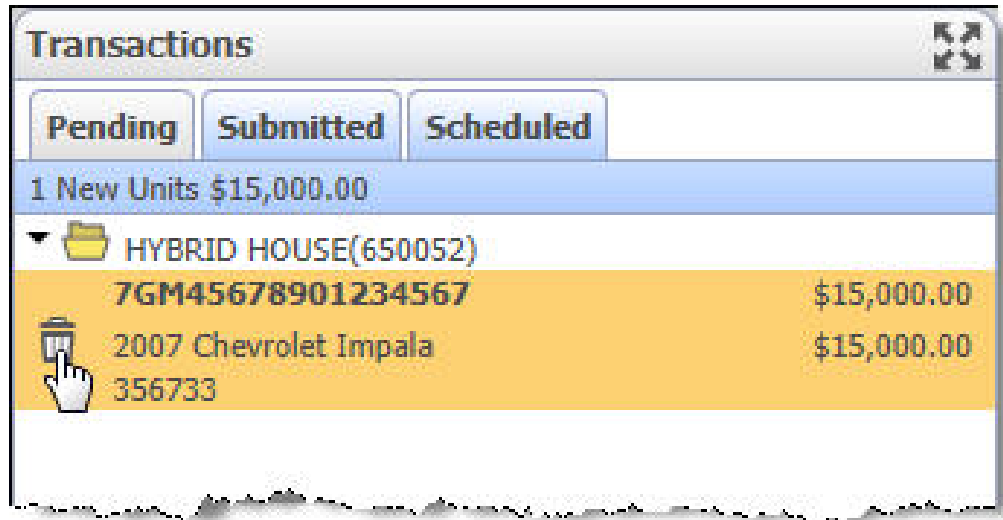 Transactions
Pending Submitted Scheduled
1 New Units $15,000.00
HYBRID HOUSE(650052)
7GM45678901234567 $15,000.00
2007 Chevrolet Impala $15,000.00
356733